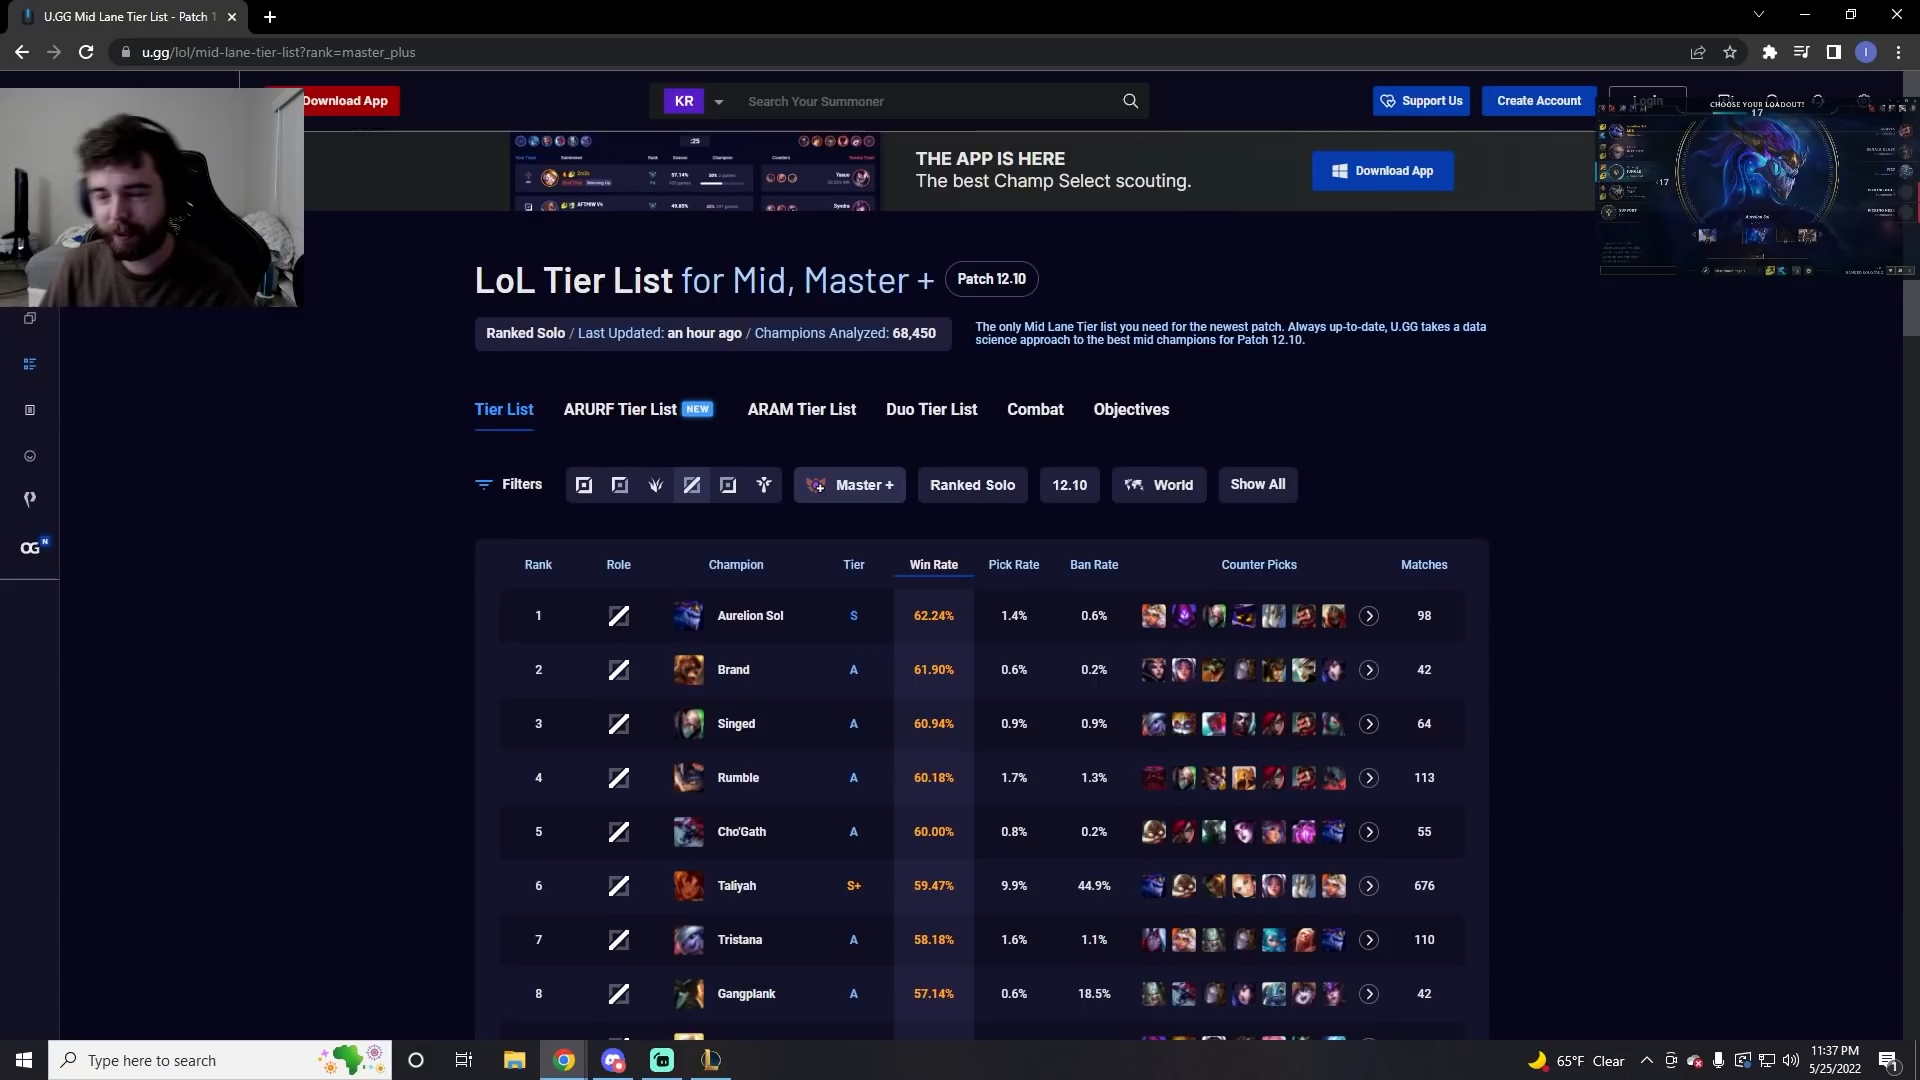 U.GG Mid Lane Tier List - Patch 1
u.gg/lol/mid-lane-tier-list?rank=master_plus
Download App
KR
Search Your Summoner
Support Us
Create Account
Login
THE APP IS HERE
The best Champ Select scouting.
Download App
CHOOSE YOUR LOADOUT!
17
LoL Tier List for Mid, Master +
Patch 12.10
Ranked Solo / Last Updated: an hour ago / Champions Analyzed: 68,450
The only Mid Lane Tier list you need for the newest patch. Always up-to-date, U.GG takes a data
science approach to the best mid champions for Patch 12.10.
Tier List ARURF Tier List NEW ARAM Tier List Duo Tier List Combat Objectives
Filters Master + Ranked Solo 12.10 World Show All
OG N
Rank Role Champion Tier Win Rate Pick Rate Ban Rate Counter Picks Matches
1 Aurelion Sol S 62.24% 1.4% 0.6% 98
2 Brand A 61.90% 0.6% 0.2% 42
3 Singed A 60.94% 0.9% 0.9% 64
4 Rumble A 60.18% 1.7% 1.3% 113
5 Cho'Gath A 60.00% 0.8% 0.2% 55
6 Taliyah S+ 59.47% 9.9% 44.9% 676
7 Tristana A 58.18% 1.6% 1.1% 110
8 Gangplank A 57.14% 0.6% 18.5% 42
Type here to search
65°F Clear
11:37 PM
5/25/2022